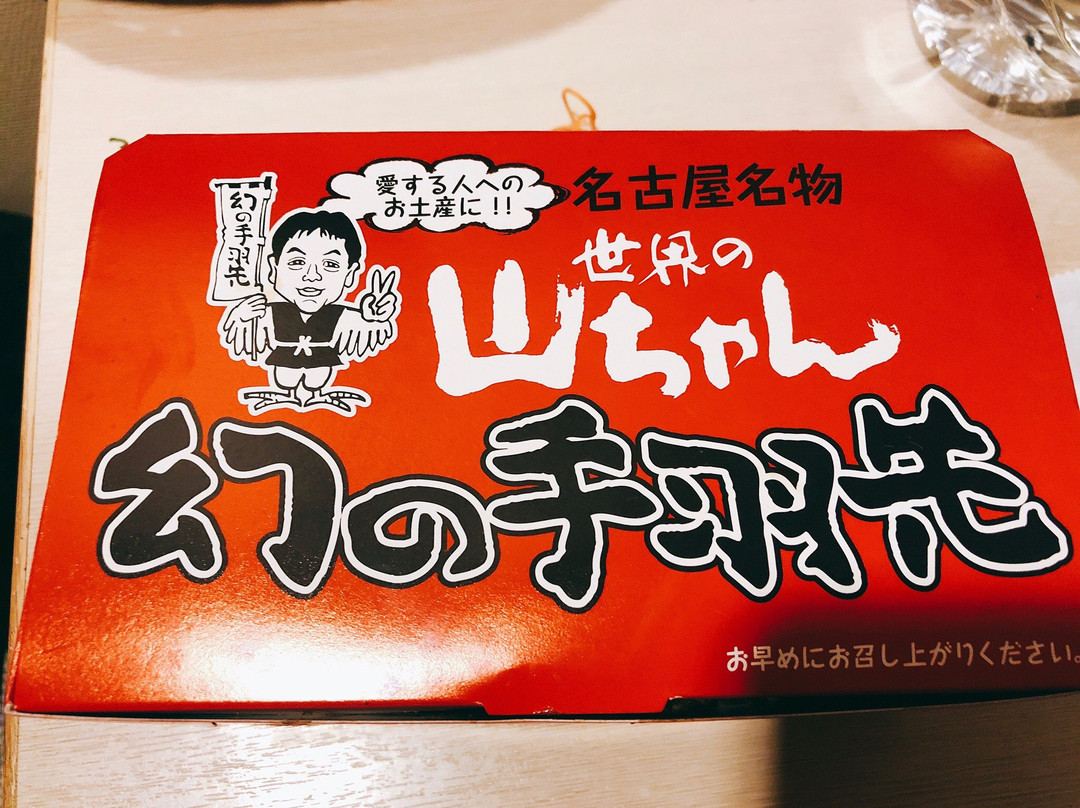 愛する人への
お土産に!!
名古屋名物
幻の手羽先
世界の
山ちゃん
幻の手羽先
お早めにお召し上がりください。